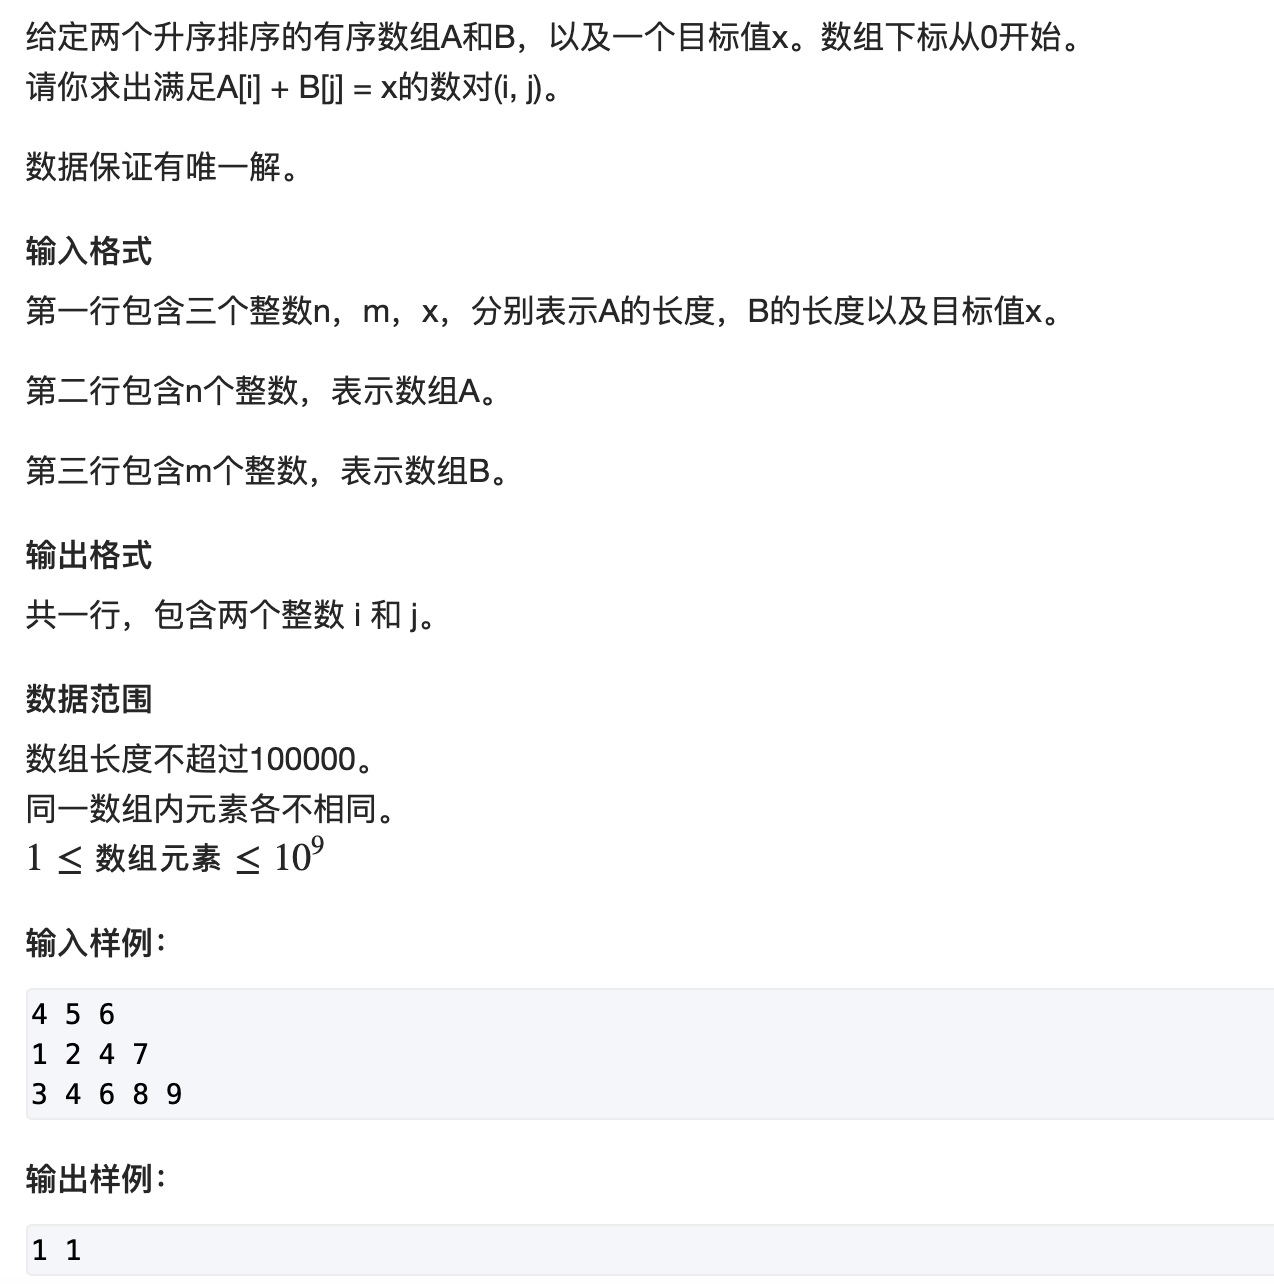 给定两个升序排序的有序数组A和B，以及一个目标值x。数组下标从0开始。
请你求出满足A[i] + B[j] = x的数对(i, j)。
数据保证有唯一解。
输入格式
第一行包含三个整数n，m，x，分别表示A的长度，B的长度以及目标值x。
第二行包含n个整数，表示数组A。
第三行包含m个整数，表示数组B。
输出格式
共一行，包含两个整数 i 和 j。
数据范围
数组长度不超过100000。
同一数组内元素各不相同。
1 ≤ 数组元素 ≤ 10⁹
输入样例：
4 5 6
1 2 4 7
3 4 6 8 9
输出样例：
1 1